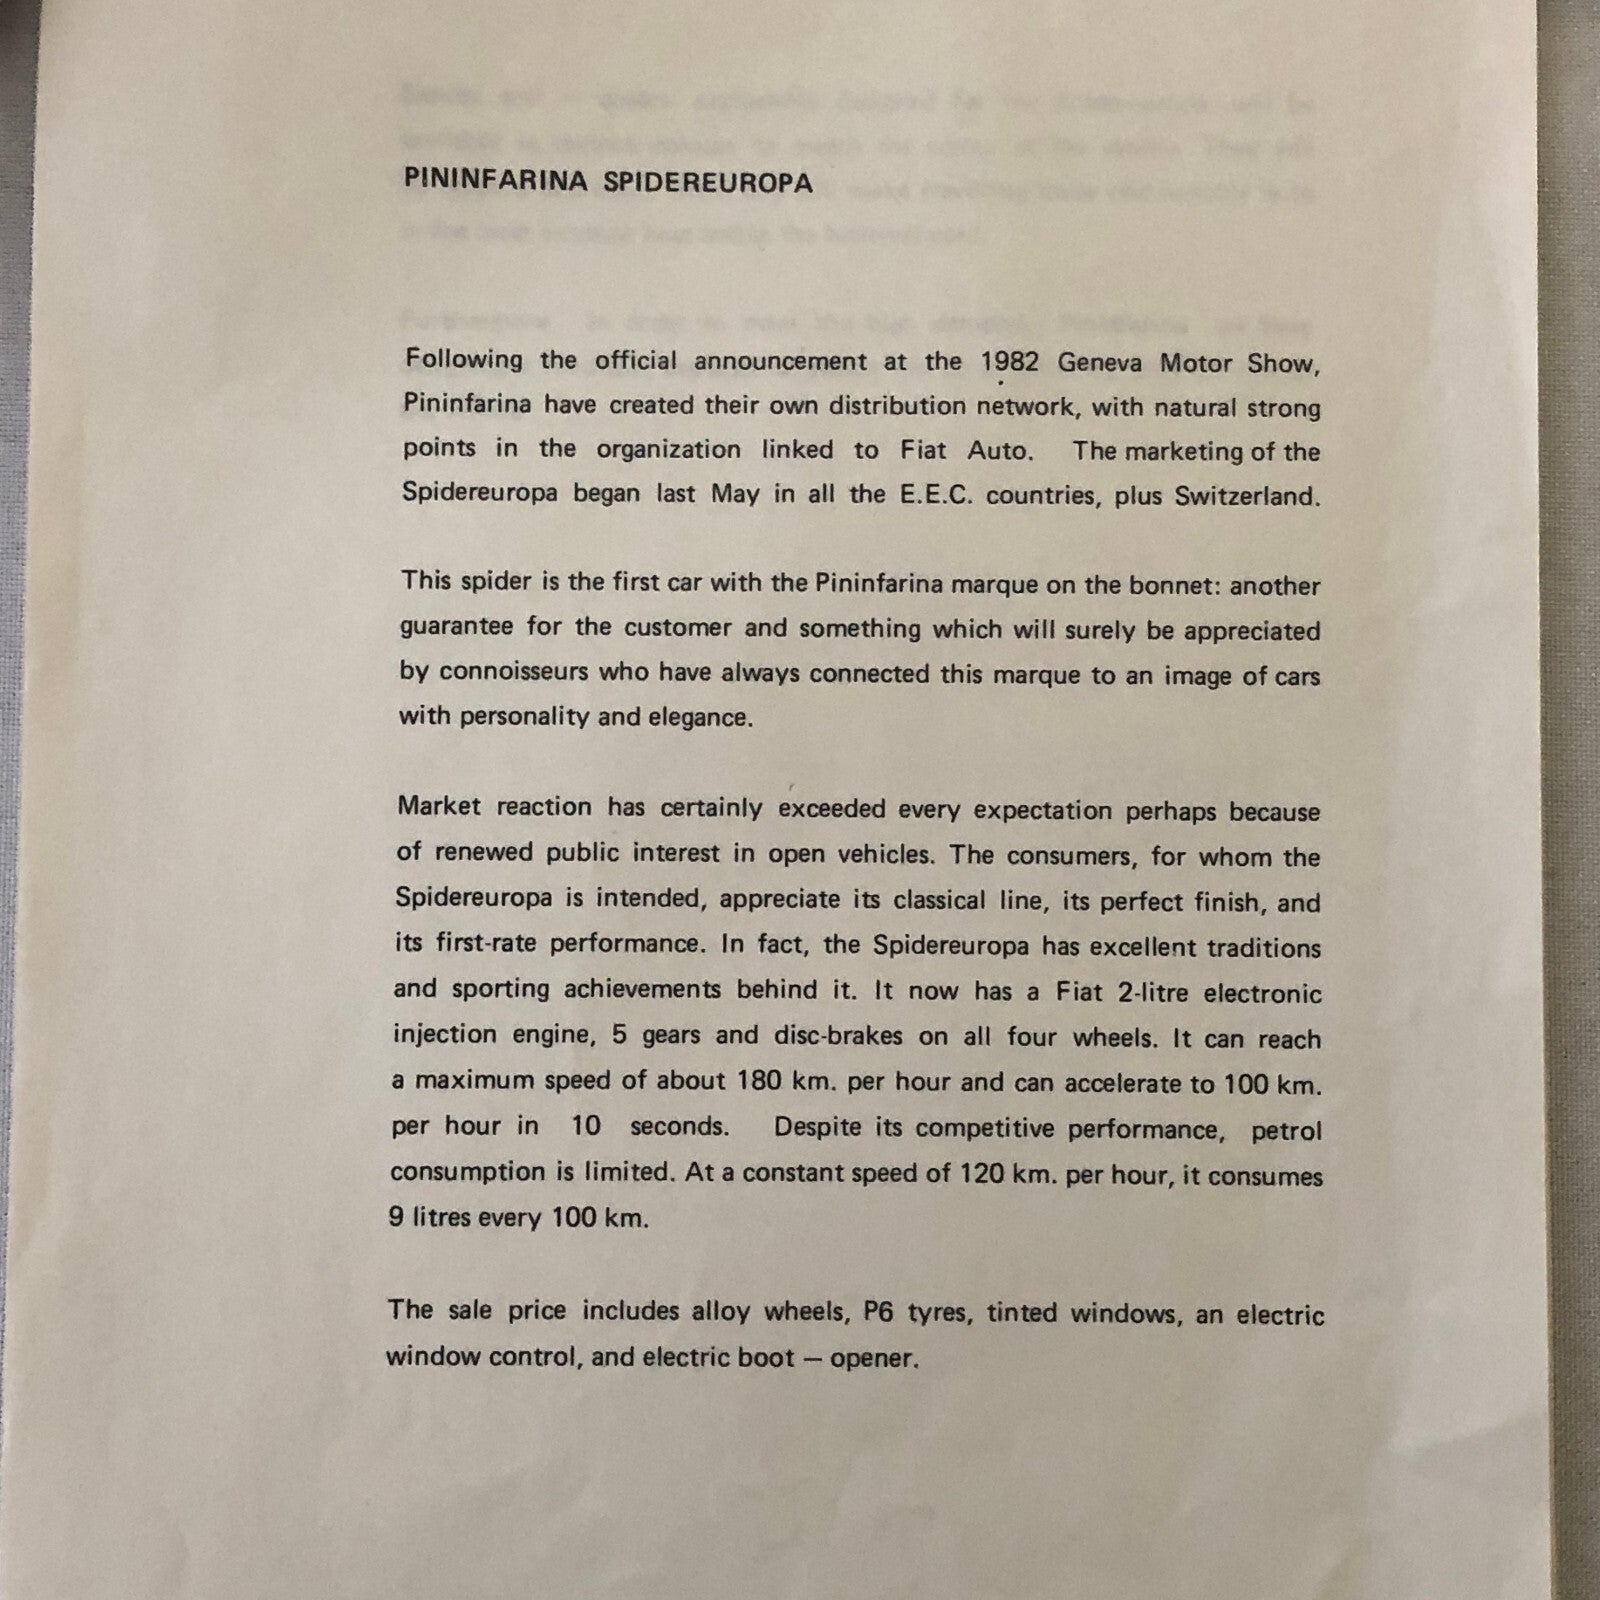 PININFARINA SPIDEREUROPA
Following the official announcement at the 1982 Geneva Motor Show,
Pininfarina have created their own distribution network, with natural strong
points in the organization linked to Fiat Auto. The marketing of the
Spidereuropa began last May in all the E.E.C. countries, plus Switzerland.
This spider is the first car with the Pininfarina marque on the bonnet: another
guarantee for the customer and something which will surely be appreciated
by connoisseurs who have always connected this marque to an image of cars
with personality and elegance.
Market reaction has certainly exceeded every expectation perhaps because
of renewed public interest in open vehicles. The consumers, for whom the
Spidereuropa is intended, appreciate its classical line, its perfect finish, and
its first-rate performance. In fact, the Spidereuropa has excellent traditions
and sporting achievements behind it. It now has a Fiat 2-litre electronic
injection engine, 5 gears and disc-brakes on all four wheels. It can reach
a maximum speed of about 180 km. per hour and can accelerate to 100 km.
per hour in 10 seconds. Despite its competitive performance, petrol
consumption is limited. At a constant speed of 120 km. per hour, it consumes
9 litres every 100 km.
The sale price includes alloy wheels, P6 tyres, tinted windows, an electric
window control, and electric boot — opener.